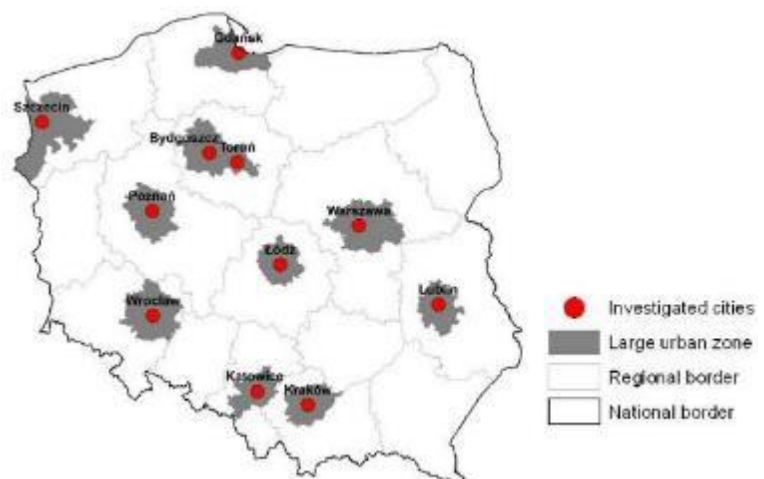 Gdańsk
Szczecin
Bydgoszcz
Toruń
Poznań
Warszawa
Łódź
Lublin
Wrocław
Katowice
Kraków
Investigated cities
Large urban zone
Regional border
National border